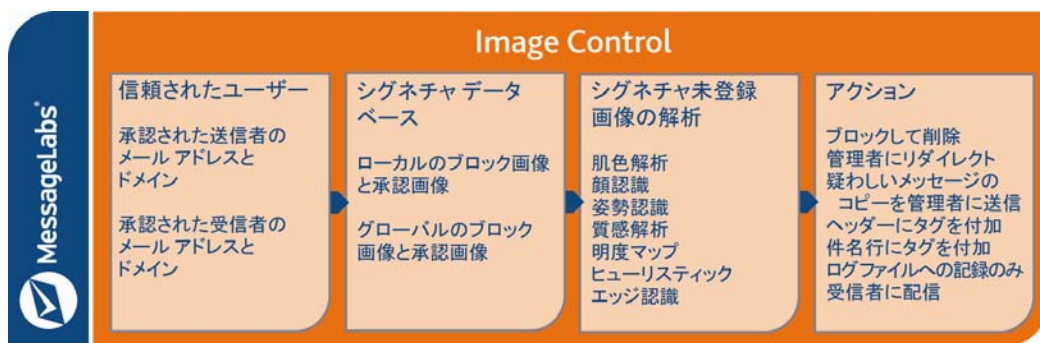 MessageLabs®
Image Control
信頼されたユーザー
承認された送信者の
メール アドレスと
ドメイン
承認された受信者の
メール アドレスと
ドメイン
シグネチャ データ
ベース
ローカルのブロック画像
と承認画像
グローバルのブロック
画像と承認画像
シグネチャ未登録
画像の解析
肌色解析
顔認識
姿勢認識
質感解析
明度マップ
ヒューリスティック
エッジ認識
アクション
ブロックして削除
管理者にリダイレクト
疑わしいメッセージの
コピーを管理者に送信
ヘッダーにタグを付加
件名行にタグを付加
ログファイルへの記録のみ
受信者に配信